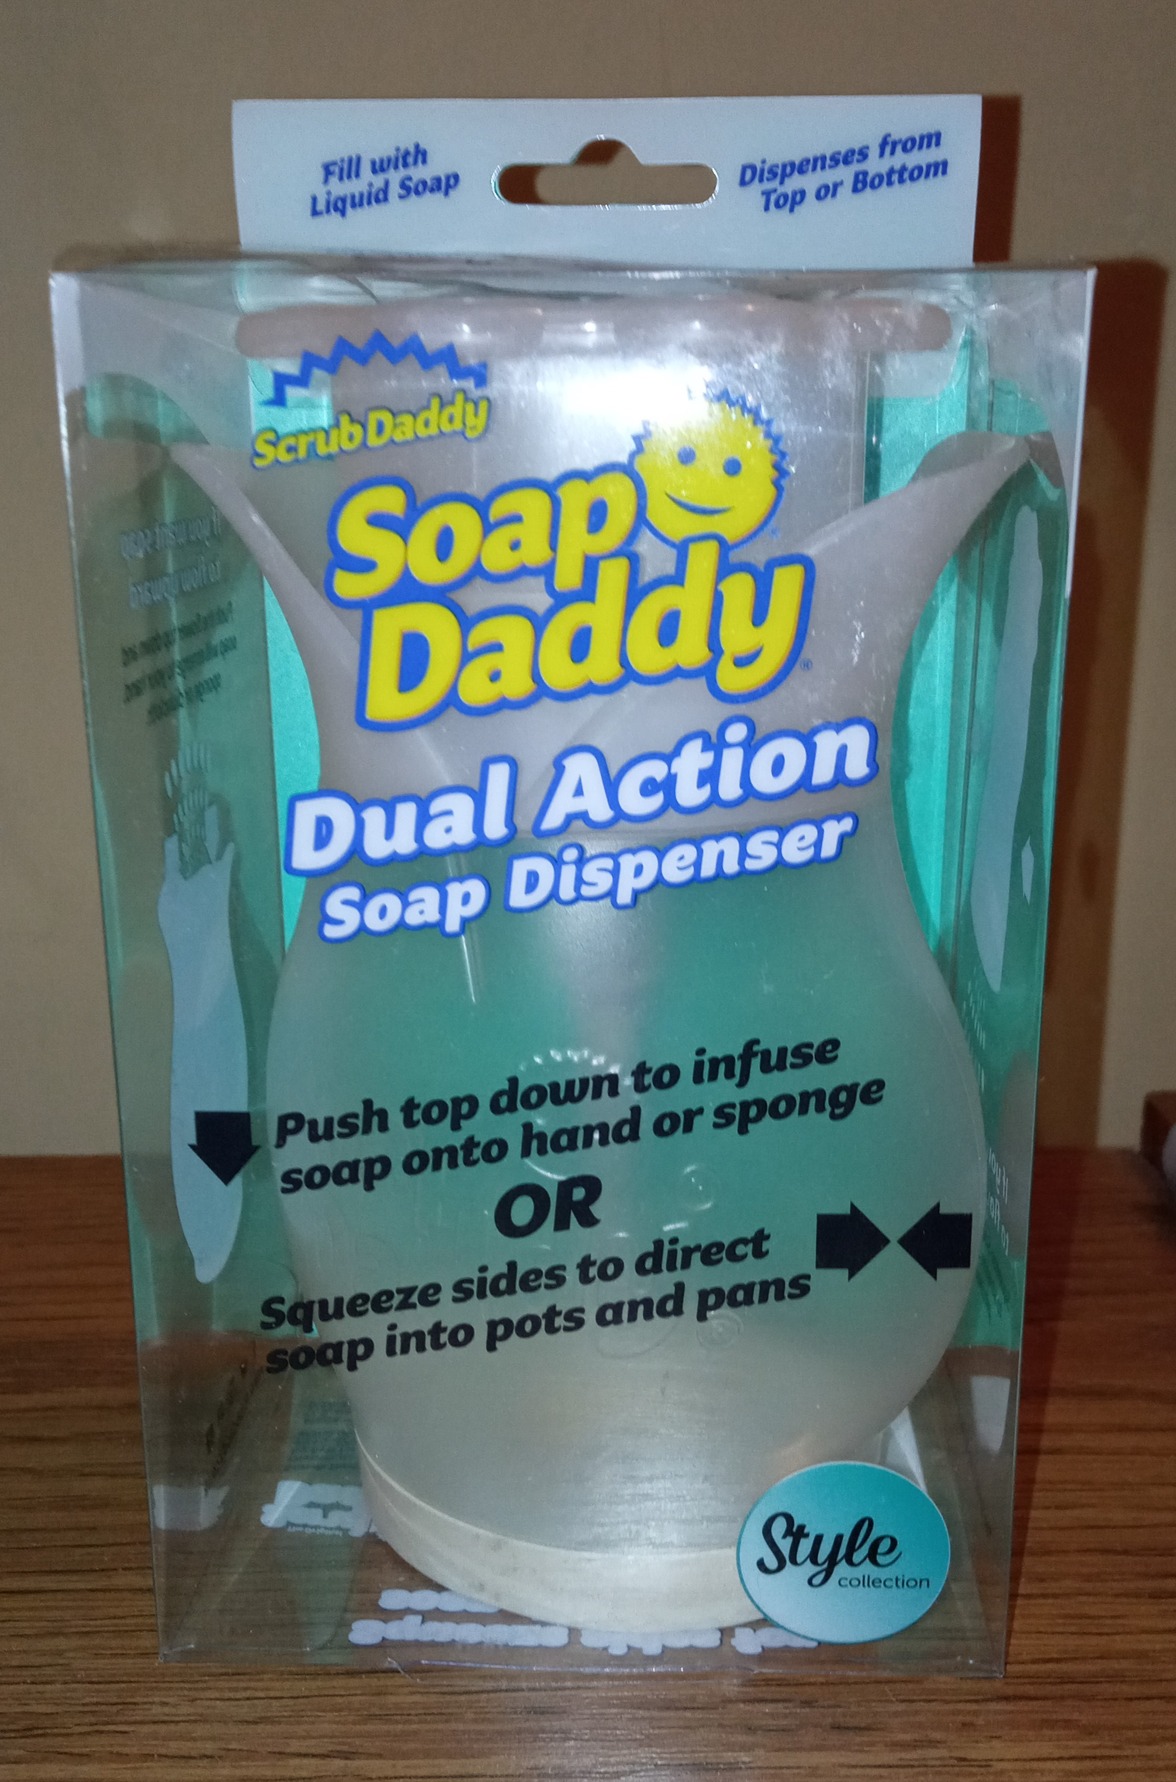 Fill with
Liquid Soap
Dispenses from
Top or Bottom
Scrub Daddy
Soap
Daddy®
Dual Action
Soap Dispenser
Push top down to infuse
soap onto hand or sponge
OR
Squeeze sides to direct
soap into pots and pans
Style
collection